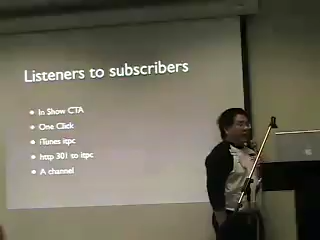 Listeners to subscribers
In Show CTA
One Click
iTunes itpc
http 301 to itpc
A channel